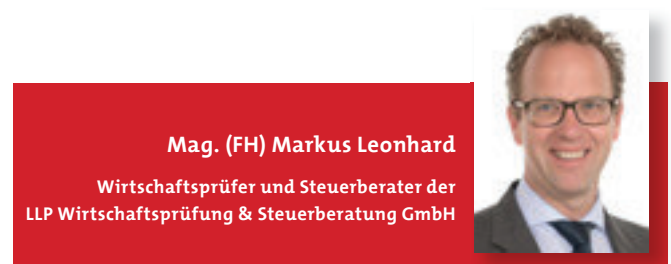 Mag. (FH) Markus Leonhard
Wirtschaftsprüfer und Steuerberater der
LLP Wirtschaftsprüfung & Steuerberatung GmbH